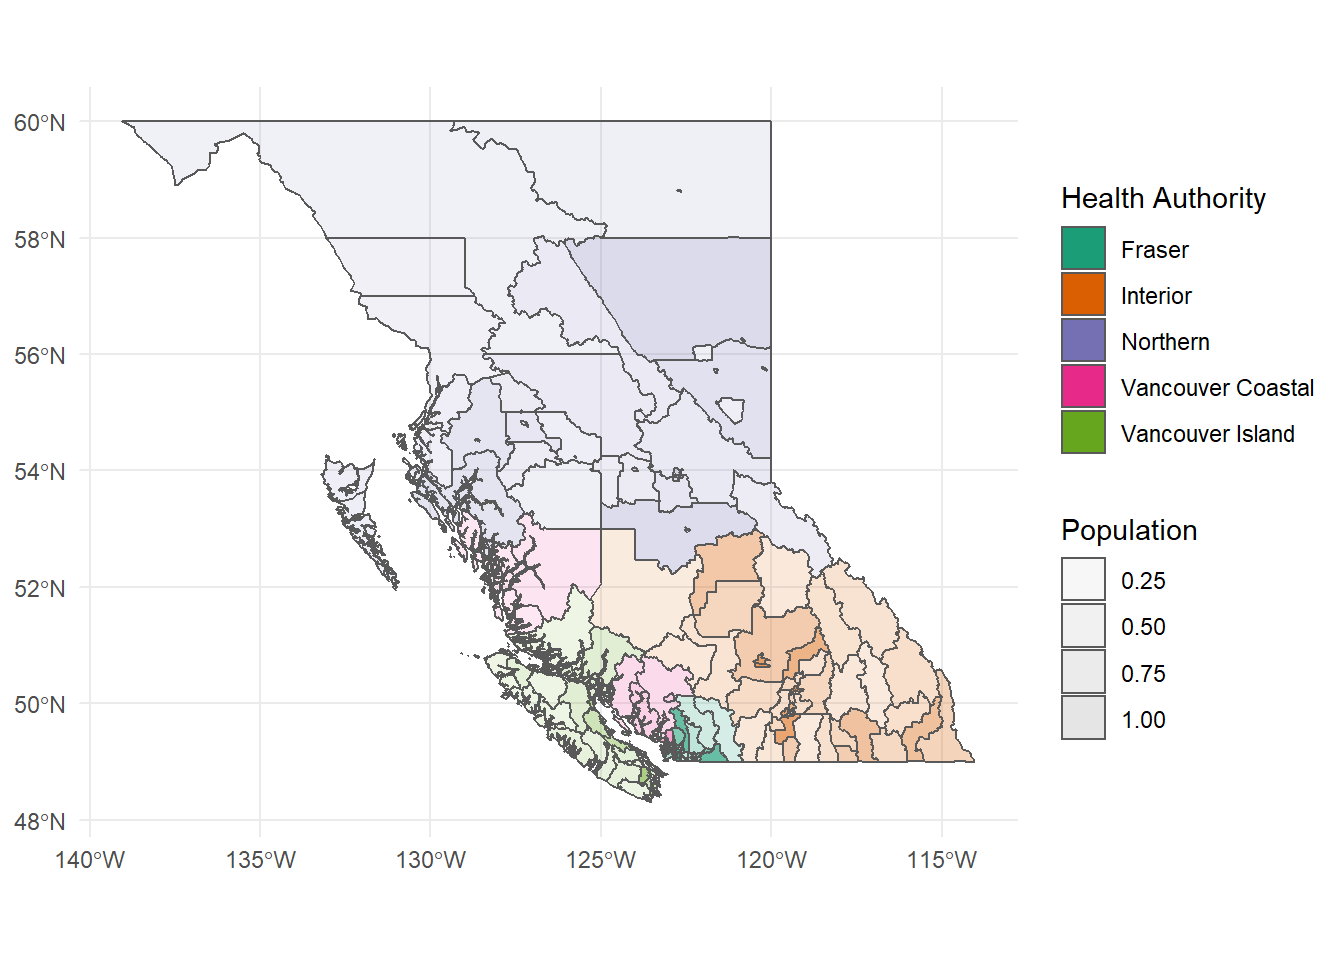 60°N
58°N
56°N
54°N
52°N
50°N
48°N
140°W
135°W
130°W
125°W
120°W
115°W
Health Authority
Fraser
Interior
Northern
Vancouver Coastal
Vancouver Island
Population
0.25
0.50
0.75
1.00